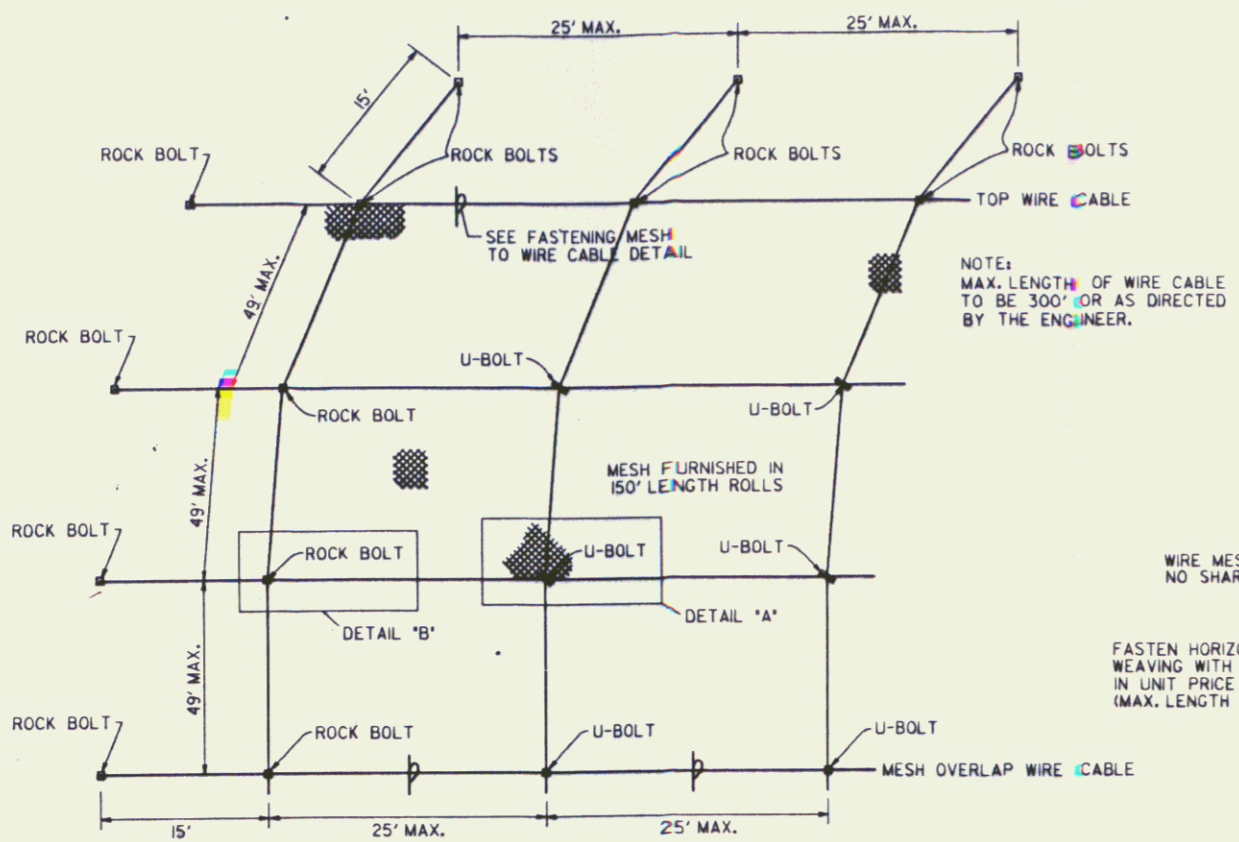 25' MAX.
25' MAX.
15'
ROCK BOLT
ROCK BOLTS
ROCK BOLTS
ROCK BOLTS
TOP WIRE CABLE
SEE FASTENING MESH
TO WIRE CABLE DETAIL
NOTE:
MAX. LENGTH OF WIRE CABLE
TO BE 300' OR AS DIRECTED
BY THE ENGINEER.
49' MAX.
ROCK BOLT
U-BOLT
ROCK BOLT
U-BOLT
MESH FURNISHED IN
150' LENGTH ROLLS
49' MAX.
ROCK BOLT
ROCK BOLT
U-BOLT
U-BOLT
WIRE MES
NO SHAR
DETAIL "B"
DETAIL "A"
FASTEN HORIZO
WEAVING WITH
IN UNIT PRICE
(MAX. LENGTH
49' MAX.
ROCK BOLT
ROCK BOLT
U-BOLT
U-BOLT
MESH OVERLAP WIRE CABLE
15'
25' MAX.
25' MAX.